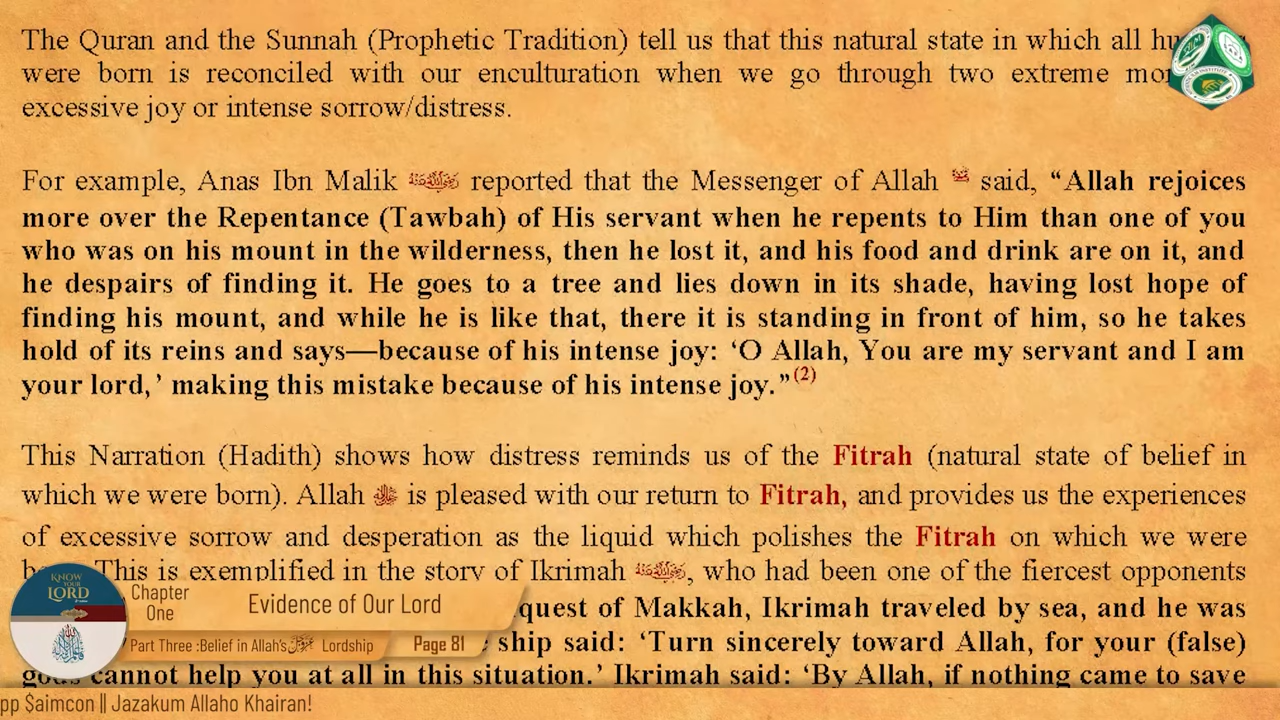 The Quran and the Sunnah (Prophetic Tradition) tell us that this natural state in which all
were born is reconciled with our enculturation when we go through two extreme
excessive joy or intense sorrow/distress.
For example, Anas Ibn Malik رضي الله عنه reported that the Messenger of Allah ﷺ said, “Allah rejoices
more over the Repentance (Tawbah) of His servant when he repents to Him than one of you
who was on his mount in the wilderness, then he lost it, and his food and drink are on it, and
he despairs of finding it. He goes to a tree and lies down in its shade, having lost hope of
finding his mount, and while he is like that, there it is standing in front of him, so he takes
hold of its reins and says—because of his intense joy: ‘O Allah, You are my servant and I am
your lord,’ making this mistake because of his intense joy.”(2)
This Narration (Hadith) shows how distress reminds us of the Fitrah (natural state of belief in
which we were born). Allah is pleased with our return to Fitrah, and provides us the experiences
of excessive sorrow and desperation as the liquid which polishes the Fitrah on which we were
This is exemplified in the story of Ikrimah رضي الله عنه, who had been one of the fiercest opponents
quest of Makkah, Ikrimah traveled by sea, and he was
ship said: ‘Turn sincerely toward Allah, for your (false)
gods cannot help you at all in this situation.’ Ikrimah said: ‘By Allah, if nothing came to save
KNOW
YOUR
LORD
Chapter
One
Evidence of Our Lord
Part Three :Belief in Allah's Lordship
Page 81
pp $aimcon || Jazakum Allaho Khairan!